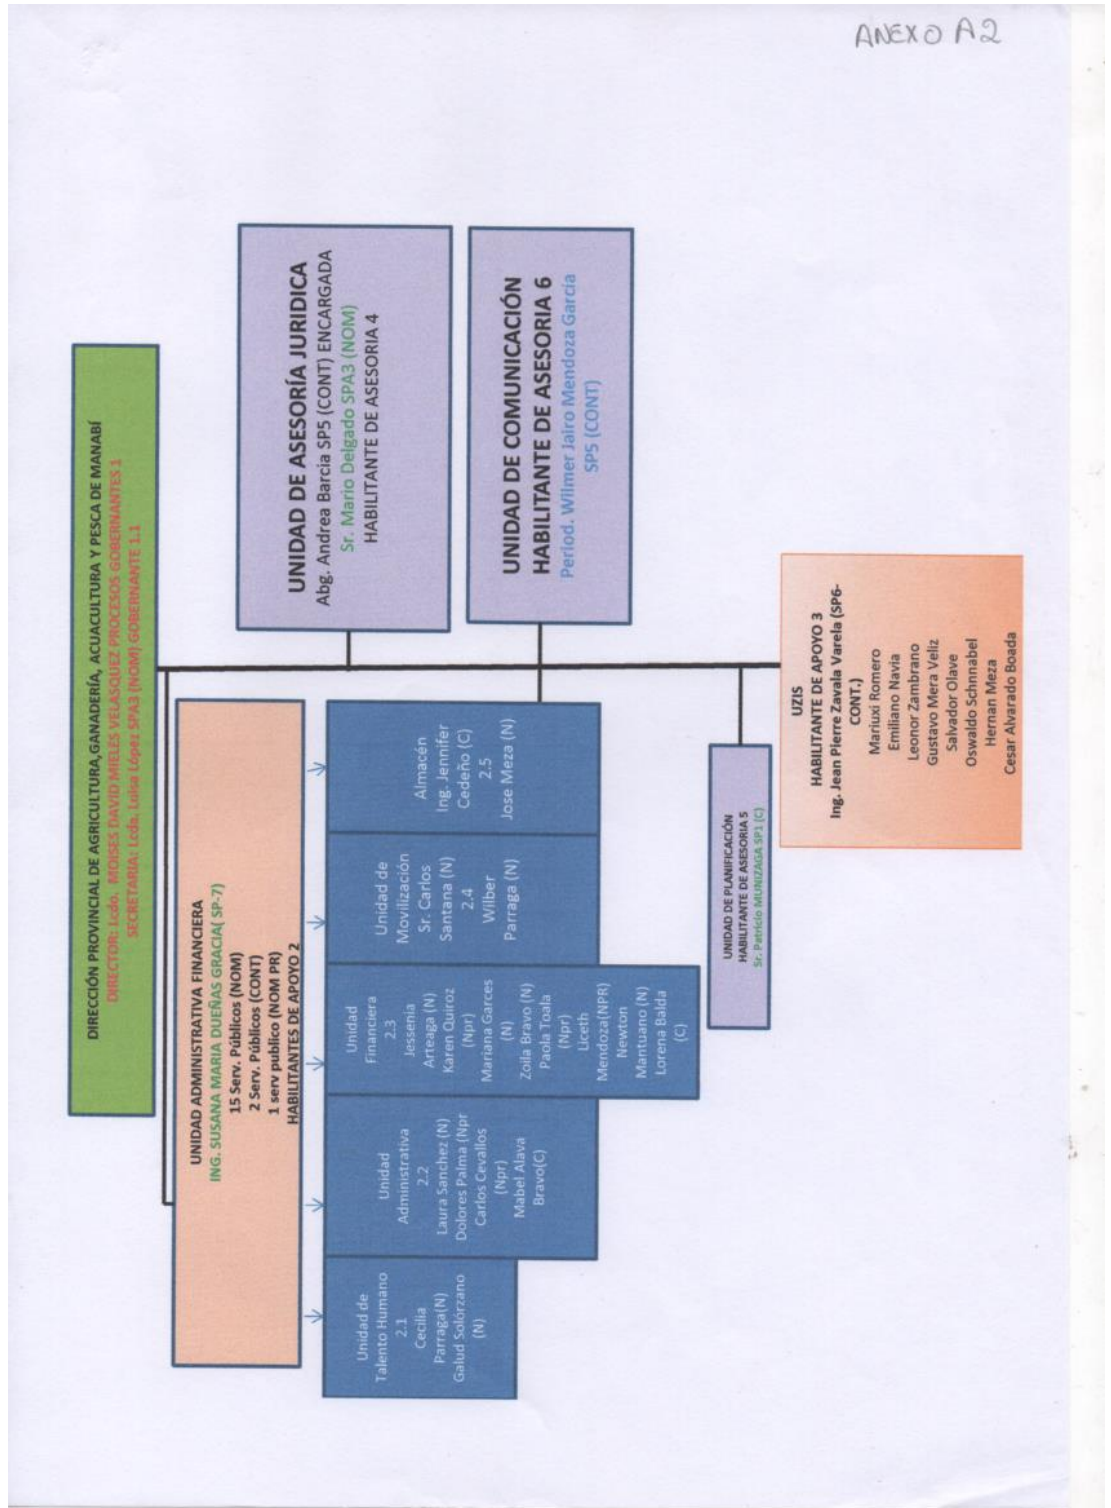 ANEXO A2
DIRECCIÓN PROVINCIAL DE AGRICULTURA,GANADERÍA, ACUACULTURA Y PESCA DE MANABÍ
DIRECTOR: Lcdo. MOISES DAVID MIELES VELASQUEZ PROCESOS GOBERNANTES 1
SECRETARIA: Lcda. Luisa López SPA3 (NOM) GOBERNANTE 1.1
UNIDAD DE ASESORÍA JURIDICA
Abg. Andrea Barcia SP5 (CONT) ENCARGADA
Sr. Mario Delgado SPA3 (NOM)
HABILITANTE DE ASESORIA 4
UNIDAD DE COMUNICACIÓN
HABILITANTE DE ASESORIA 6
Period. Wilmer Jairo Mendoza García
SP5 (CONT)
UNIDAD ADMINISTRATIVA FINANCIERA
ING. SUSANA MARIA DUEÑAS GRACIA( SP-7)
15 Serv. Públicos (NOM)
2 Serv. Públicos (CONT)
1 serv publico (NOM PR)
HABILITANTES DE APOYO 2
Unidad de
Talento Humano
2.1
Cecilia
Parraga(N)
Galud Solórzano
(N)
Unidad
Administrativa
2.2
Laura Sanchez (N)
Dolores Palma (Npr
Carlos Cevallos
(Npr)
Mabel Alava
Bravo(C)
Unidad
Financiera
2.3
Jessenia
Arteaga (N)
Karen Quiroz
(Npr)
Mariana Garces
(N)
Zoila Bravo (N)
Paola Toala
(Npr)
Liceth
Mendoza(NPR)
Newton
Mantuano (N)
Lorena Balda
(C)
Unidad de
Movilización
Sr. Carlos
Santana (N)
2.4
Wilber
Parraga (N)
Almacén
Ing. Jennifer
Cedeño (C)
2.5
Jose Meza (N)
UNIDAD DE PLANIFICACIÓN
HABILITANTE DE ASESORIA 5
Sr. Patricio MUNIZAGA SP1 (C)
UZIS
HABILITANTE DE APOYO 3
Ing. Jean Pierre Zavala Varela (SP6-
CONT.)
Mariuxi Romero
Emiliano Navia
Leonor Zambrano
Gustavo Mera Veliz
Salvador Olave
Oswaldo Schnnabel
Hernan Meza
Cesar Alvarado Boada